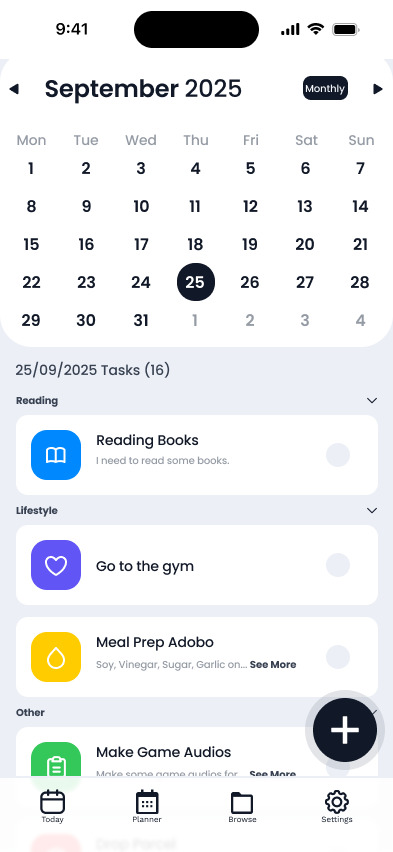 9:41
September 2025
Monthly
Mon Tue Wed Thu Fri Sat Sun
1 2 3 4 5 6 7
8 9 10 11 12 13 14
15 16 17 18 19 20 21
22 23 24 25 26 27 28
29 30 31 1 2 3 4
25/09/2025 Tasks (16)
Reading
Reading Books
I need to read some books.
Lifestyle
Go to the gym
Meal Prep Adobo
Soy, Vinegar, Sugar, Garlic on... See More
Other
Make Game Audios
Make some game audios for... See More
Today Planner Browse Settings
Drop Parcel